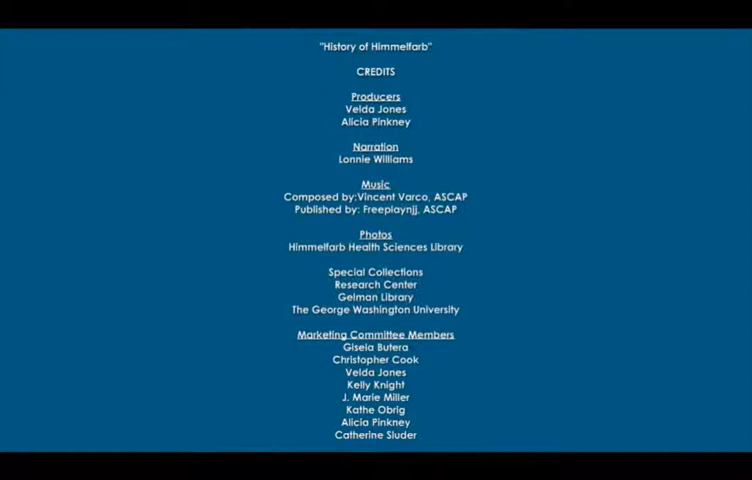 "History of Himmelfarb"
CREDITS
Producers
Velda Jones
Alicia Pinkney
Narration
Lonnie Williams
Music
Composed by:Vincent Varco, ASCAP
Published by: Freeplaynjj, ASCAP
Photos
Himmelfarb Health Sciences Library
Special Collections
Research Center
Gelman Library
The George Washington University
Marketing Committee Members
Gisela Butera
Christopher Cook
Velda Jones
Kelly Knight
J. Marie Miller
Kathe Obrig
Alicia Pinkney
Catherine Sluder